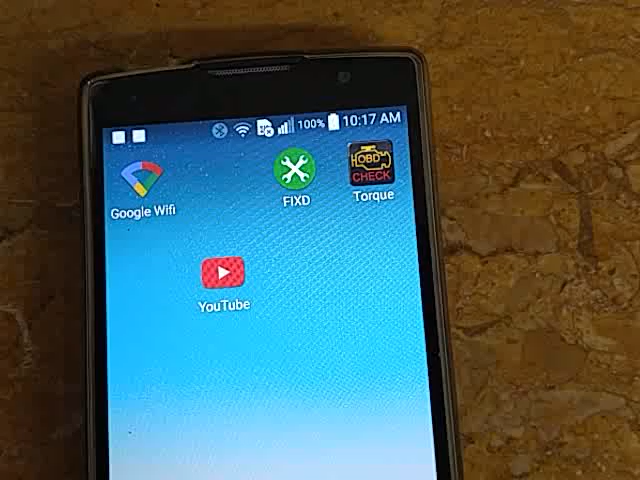 100% 10:17 AM
Google Wifi
FIXD
OBD
CHECK
Torque
YouTube